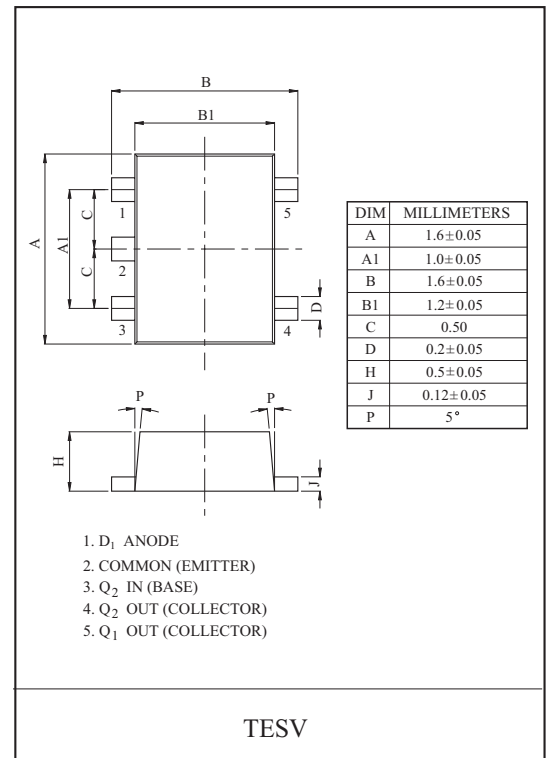 B
B1
1
5
C
A
A1
2
C
D
3
4
P
P
H
J
DIM MILLIMETERS
A 1.6±0.05
A1 1.0±0.05
B 1.6±0.05
B1 1.2±0.05
C 0.50
D 0.2±0.05
H 0.5±0.05
J 0.12±0.05
P 5°
1. D₁ ANODE
2. COMMON (EMITTER)
3. Q₂ IN (BASE)
4. Q₂ OUT (COLLECTOR)
5. Q₁ OUT (COLLECTOR)
TESV